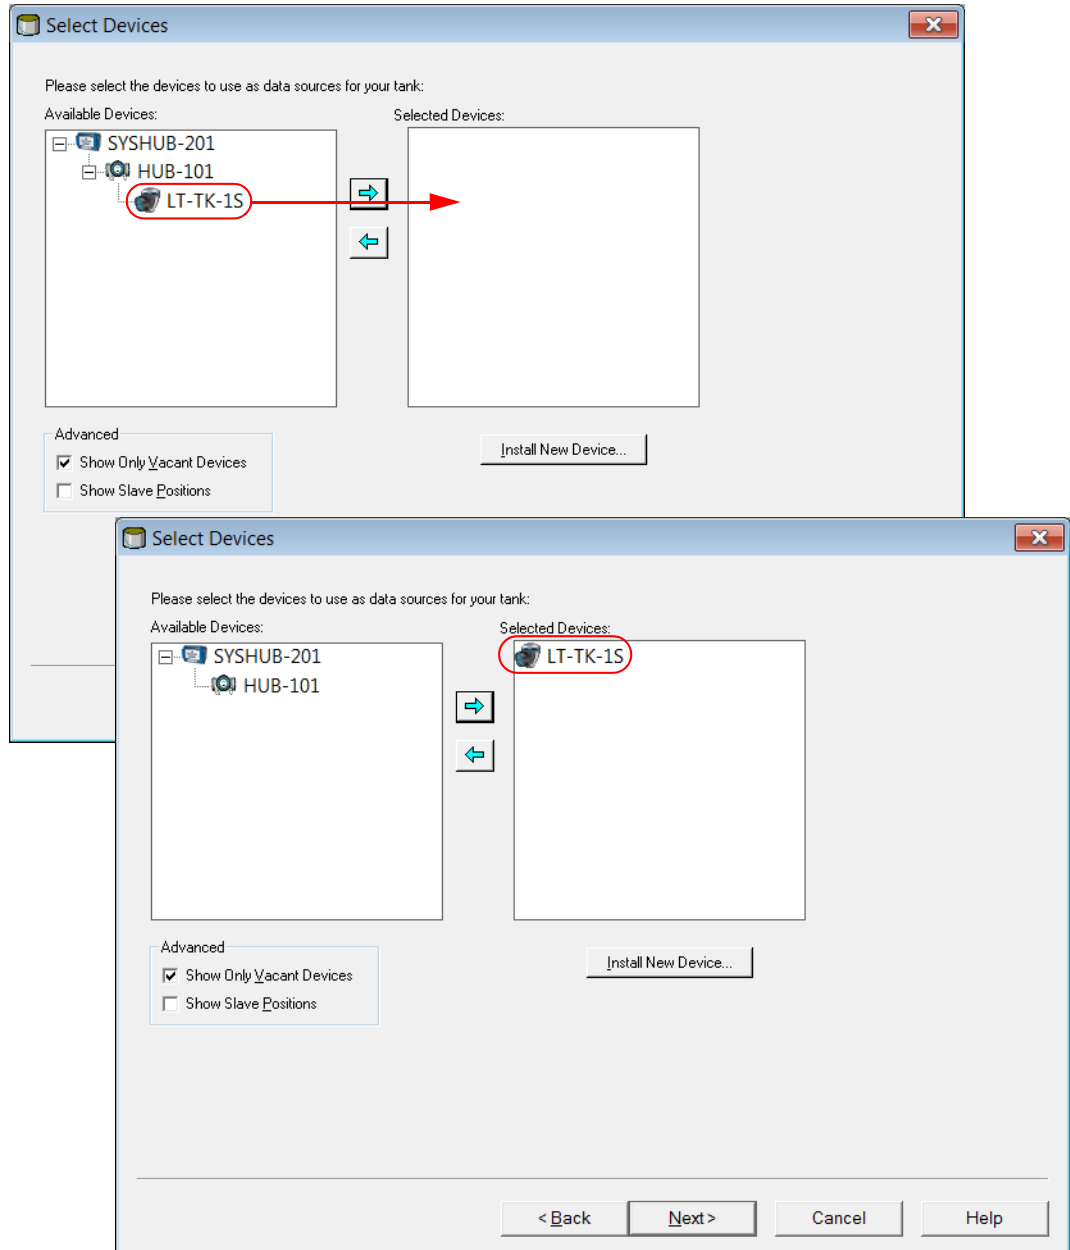 Select Devices
Please select the devices to use as data sources for your tank:
Available Devices:
Selected Devices:
SYSHUB-201
HUB-101
LT-TK-1S
Advanced
Show Only Vacant Devices
Show Slave Positions
Install New Device...
Select Devices
Please select the devices to use as data sources for your tank:
Available Devices:
Selected Devices:
SYSHUB-201
HUB-101
LT-TK-1S
Advanced
Show Only Vacant Devices
Show Slave Positions
Install New Device...
< Back
Next >
Cancel
Help